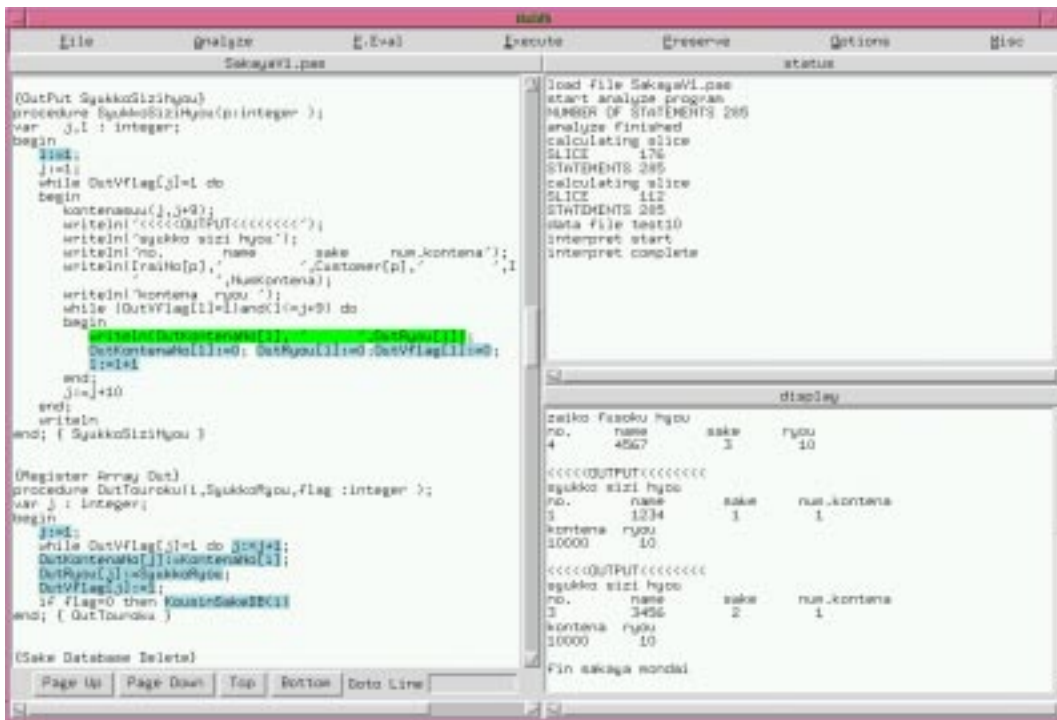 File Analyze P.Eval Execute Preserve Options Misc
SakayaV1.pas
{OutPut SyukkoSizihyou}
procedure SyukkoSiziHyou(p:integer );
var j,I : integer;
begin
i:=1;
j:=1;
while OutVflag[j]=1 do
begin
kontenasuu(j,j+9);
writeln('<<<<<OUTPUT<<<<<<<<');
writeln('syukko sizi hyou');
writeln('no. name sake num.kontena');
writeln(IraiNo[p],' ',Customer[p],' ',I
' ',NumKontena);
writeln('kontena ryou ');
while (OutVflag[i]=1)and(i<=j+9) do
begin
writeln(OutKontenaNo[i],' ',OutRyou[i]);
OutKontenaNo[i]:=0; OutRyou[i]:=0;OutVflag[i]:=0;
i:=i+1
end;
j:=j+10
end;
writeln
end; { SyukkoSiziHyou }
{Register Array Out}
procedure OutTouroku(i,SyukkoRyou,flag :integer );
var j : integer;
begin
j:=1;
while OutVflag[j]=1 do j:=j+1;
OutKontenaNo[j]:=KontenaNo[i];
OutRyou[j]:=SyukkoRyou;
OutVflag[j]:=1;
if flag=0 then KousinSakeDB(i)
end; { OutTouroku }
{Sake Database Delete}
Page Up Page Down Top Bottom Goto Line
status
load file SakayaV1.pas
start analyze program
NUMBER OF STATEMENTS 285
analyze finished
calculating slice
SLICE 176
STATEMENTS 285
calculating slice
SLICE 112
STATEMENTS 285
data file test10
interpret start
interpret complete
display
zaiko fusoku hyou
no. name sake ryou
4 4567 3 10
<<<<<OUTPUT<<<<<<<<
syukko sizi hyou
no. name sake num.kontena
1 1234 1 1
kontena ryou
10000 10
<<<<<OUTPUT<<<<<<<<
syukko sizi hyou
no. name sake num.kontena
3 3456 2 1
kontena ryou
10000 10
fin sakaya mondai